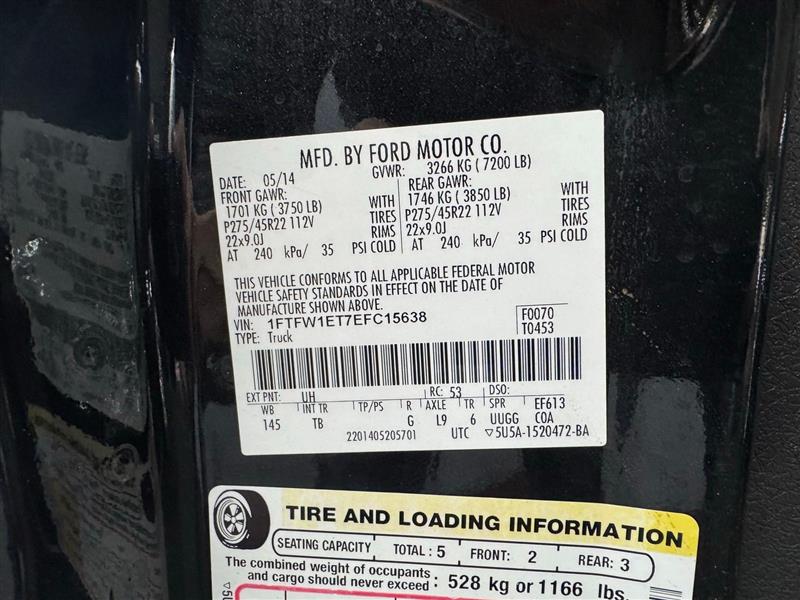 MFD. BY FORD MOTOR CO.
DATE: 05/14 GVWR: 3266 KG ( 7200 LB)
FRONT GAWR: REAR GAWR:
1701 KG ( 3750 LB) WITH 1746 KG ( 3850 LB) WITH
P275/45R22 112V TIRES P275/45R22 112V TIRES
22x9.0J RIMS 22x9.0J RIMS
AT 240 kPa/ 35 PSI COLD AT 240 kPa/ 35 PSI COLD
THIS VEHICLE CONFORMS TO ALL APPLICABLE FEDERAL MOTOR
VEHICLE SAFETY STANDARDS IN EFFECT ON THE DATE OF
MANUFACTURE SHOWN ABOVE.
VIN: 1FTFW1ET7EFC15638 F0070
TYPE: Truck T0453
EXT PNT: UH RC: 53 DSO:
WB INT TR TP/PS R AXLE TR SPR EF613
145 TB G L9 6 UUGG COA
2201405205701 UTC ▽5U5A-1520472-BA
TIRE AND LOADING INFORMATION
SEATING CAPACITY TOTAL : 5 FRONT: 2 REAR: 3
The combined weight of occupants
and cargo should never exceed : 528 kg or 1166 lbs.
▽5U